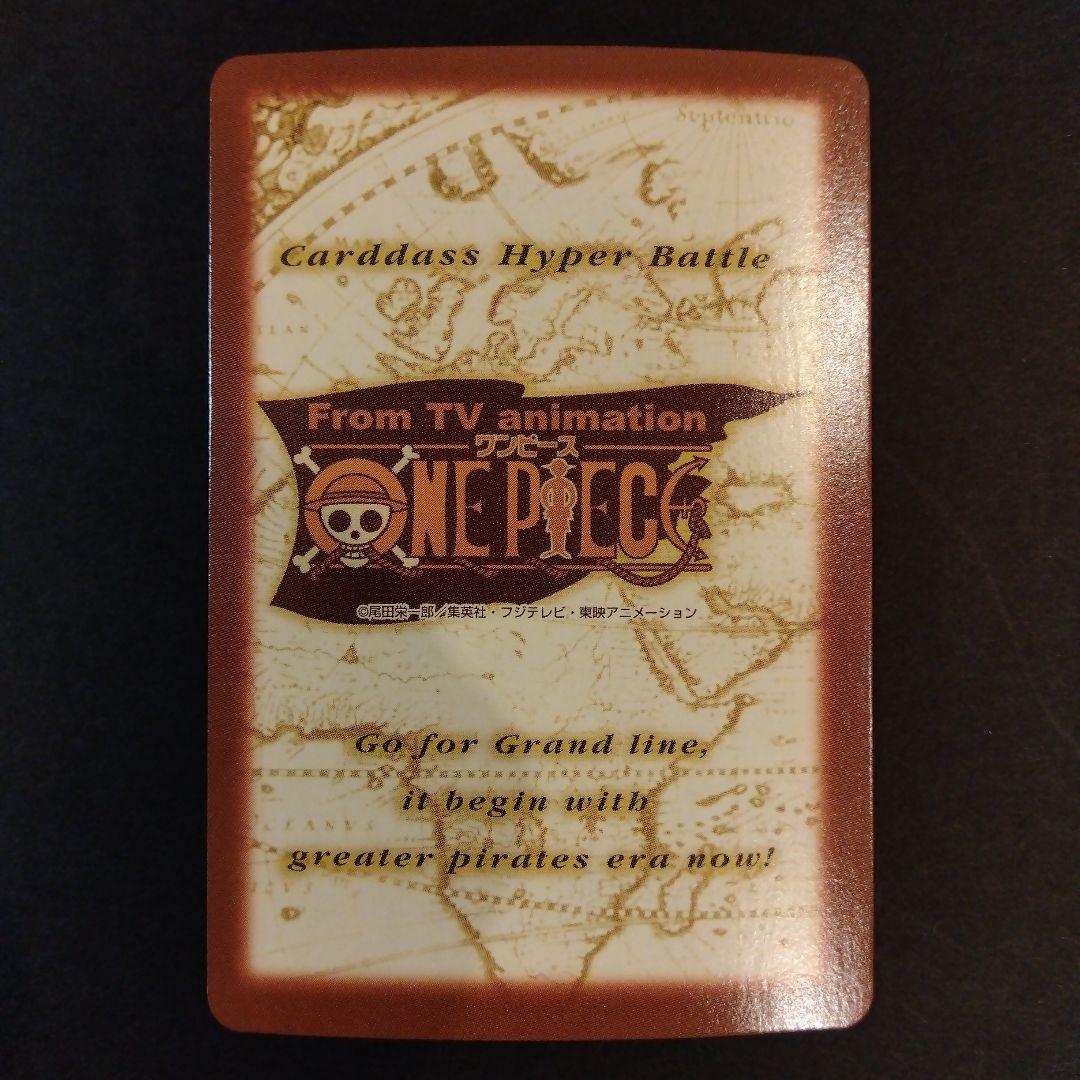 Septentrio
Carddass Hyper Battle
From TV animation
ワンピース
ONE PIECE
©尾田栄一郎/集英社・フジテレビ・東映アニメーション
Go for Grand line,
it begin with
greater pirates era now!